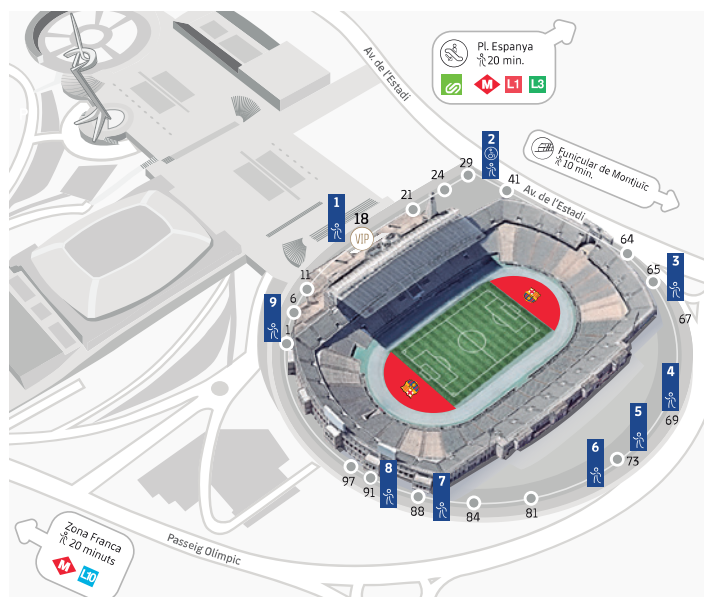 Pl. Espanya
20 min.
M L1 L3
Av. de l'Estadi
Funicular de Montjuic
10 min.
Av. de l'Estadi
2
29
24
41
21
1
18
VIP
64
11
65
3
6
9
67
1
4
5
69
6
73
97
8
91
7
88
84
81
Zona Franca
20 minuts
M L10
Passeig Olímpic